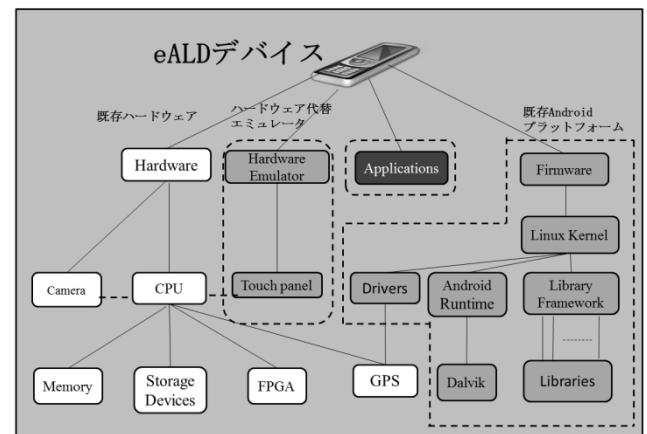 eALDデバイス
既存ハードウェア
ハードウェア代替
エミュレータ
既存Android
プラットフォーム
Hardware
Hardware
Emulator
Applications
Firmware
Linux Kernel
Camera
CPU
Touch panel
Drivers
Android
Runtime
Library
Framework
Memory
Storage
Devices
FPGA
GPS
Dalvik
Libraries